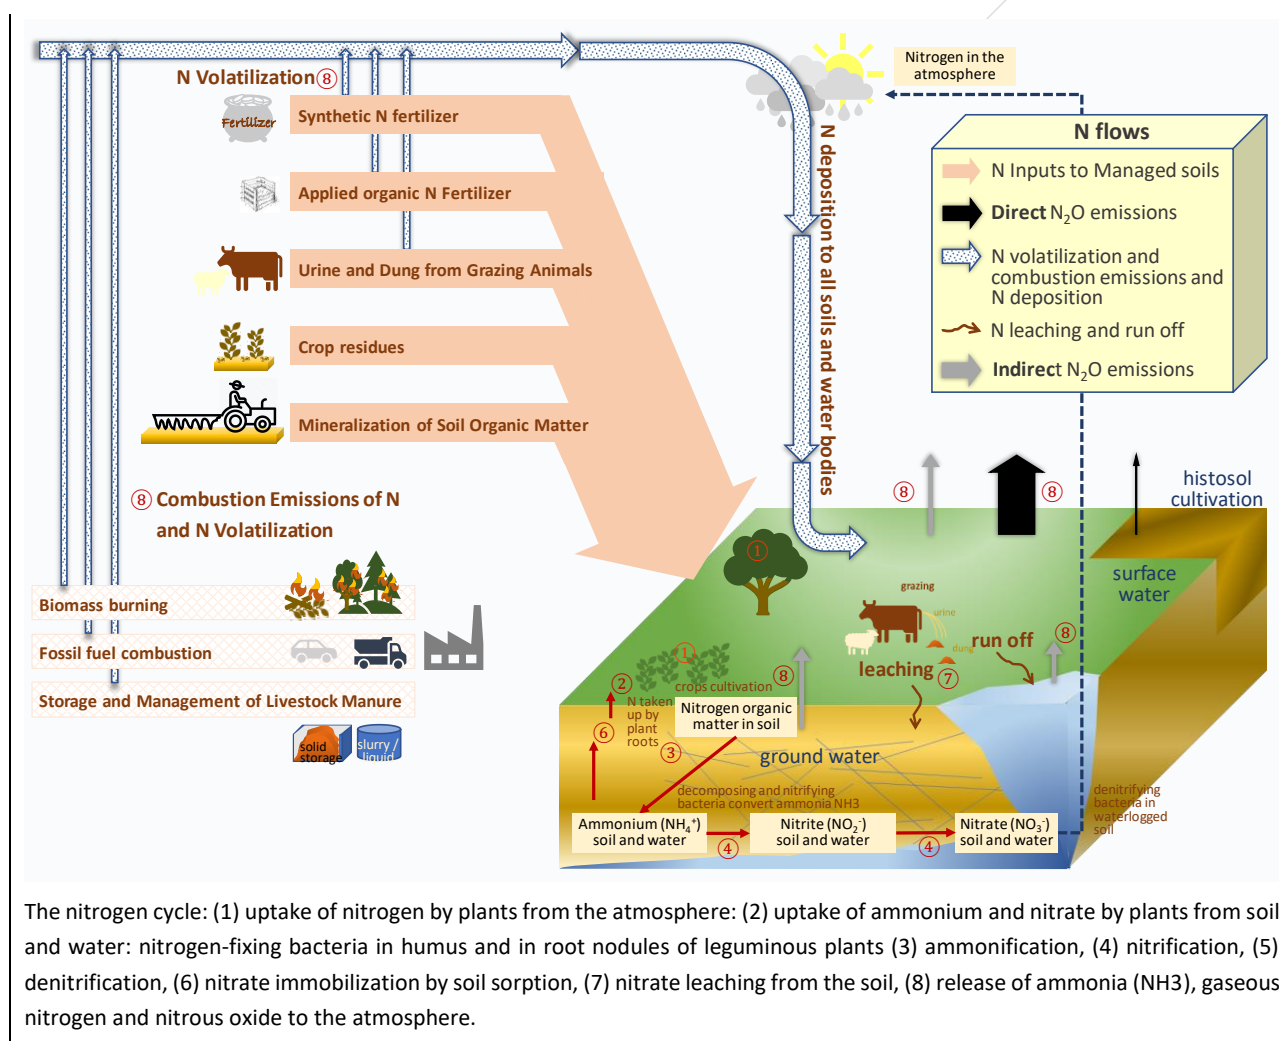 N Volatilization ⑧
Fertilizer
Synthetic N fertilizer
Applied organic N Fertilizer
Urine and Dung from Grazing Animals
Crop residues
Mineralization of Soil Organic Matter
⑧ Combustion Emissions of N
and N Volatilization
Biomass burning
Fossil fuel combustion
Storage and Management of Livestock Manure
solid
storage
slurry /
liquid
N deposition to all soils and water bodies
Nitrogen in the
atmosphere
N flows
N Inputs to Managed soils
Direct N₂O emissions
N volatilization and
combustion emissions and
N deposition
N leaching and run off
Indirect N₂O emissions
⑧
⑧
histosol
cultivation
surface
water
①
grazing
urine
dung
run off
⑧
leaching ⑦
①
②
crops cultivation
⑧
N taken
up by
plant
roots
Nitrogen organic
matter in soil
⑥
③
ground water
decomposing and nitrifying
bacteria convert ammonia NH3
denitrifying
bacteria in
waterlogged
soil
Ammonium (NH₄⁺)
soil and water
④
Nitrite (NO₂⁻)
soil and water
④
Nitrate (NO₃⁻)
soil and water
The nitrogen cycle: (1) uptake of nitrogen by plants from the atmosphere: (2) uptake of ammonium and nitrate by plants from soil
and water: nitrogen-fixing bacteria in humus and in root nodules of leguminous plants (3) ammonification, (4) nitrification, (5)
denitrification, (6) nitrate immobilization by soil sorption, (7) nitrate leaching from the soil, (8) release of ammonia (NH3), gaseous
nitrogen and nitrous oxide to the atmosphere.